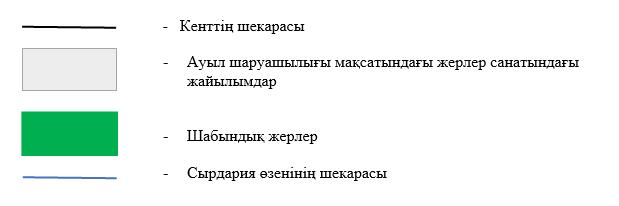 - Кенттің шекарасы
- Ауыл шаруашылығы мақсатындағы жерлер санатындағы
жайылымдар
- Шабындық жерлер
- Сырдария өзенінің шекарасы